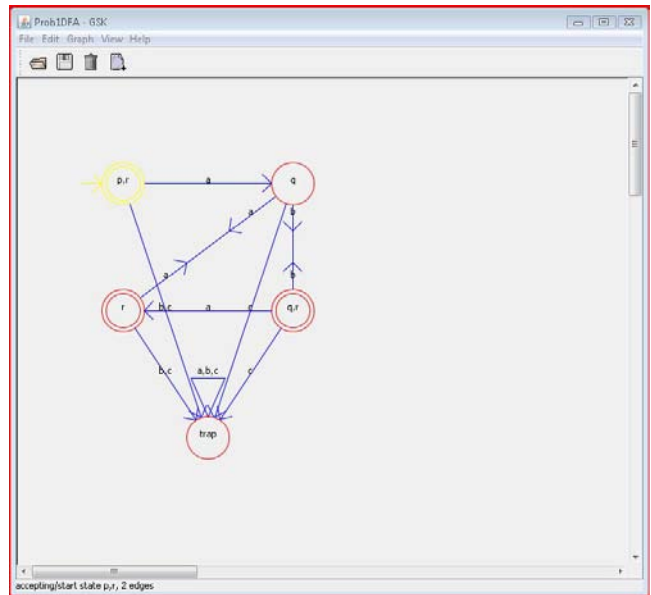 Prob1DFA - GSK
File Edit Graph View Help
p,r
a
q
a
b
a
b
r
b,c
a
c
q,r
b,c
a,b,c
c
trap
accepting/start state p,r, 2 edges